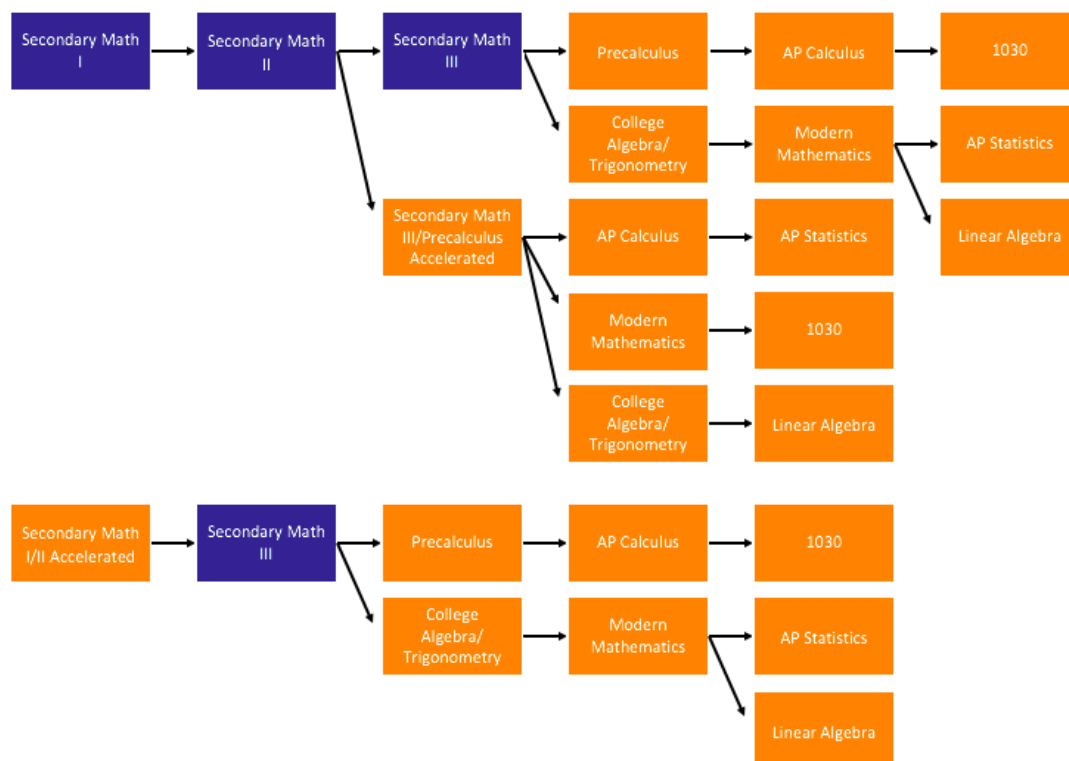 Secondary Math
I
Secondary Math
II
Secondary Math
III
Precalculus
AP Calculus
1030
College
Algebra/
Trigonometry
Modern
Mathematics
AP Statistics
Secondary Math
III/Precalculus
Accelerated
AP Calculus
AP Statistics
Linear Algebra
Modern
Mathematics
1030
College
Algebra/
Trigonometry
Linear Algebra
Secondary Math
I/II Accelerated
Secondary Math
III
Precalculus
AP Calculus
1030
College
Algebra/
Trigonometry
Modern
Mathematics
AP Statistics
Linear Algebra